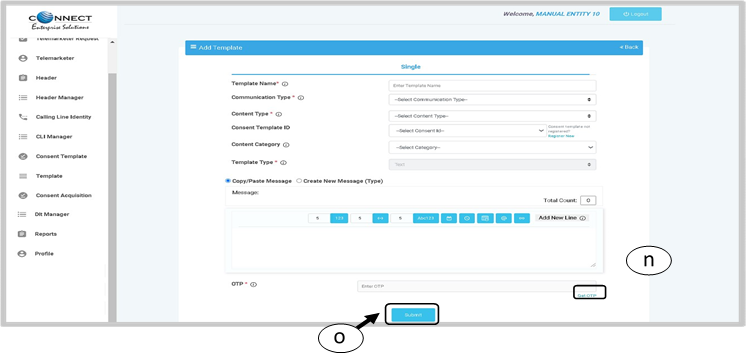 CONNECT
Enterprise Solutions
Welcome, MANUAL ENTITY 10
Logout
Telemarketer Request
Telemarketer
Header
Header Manager
Calling Line Identity
CLI Manager
Consent Template
Template
Consent Acquisition
Dlt Manager
Reports
Profile
Add Template
Back
Single
Template Name*
Enter Template Name
Communication Type *
--Select Communication Type--
Content Type *
--Select Content Type--
Consent Template ID
--Select Consent Id--
Consent template not
registered?
Register Now
Content Category
--Select Category--
Template Type *
Text
Copy/Paste Message
Create New Message (Type)
Message:
Total Count: 0
123
Abc123
Add New Line
OTP *
Enter OTP
Get OTP
Submit
n
o